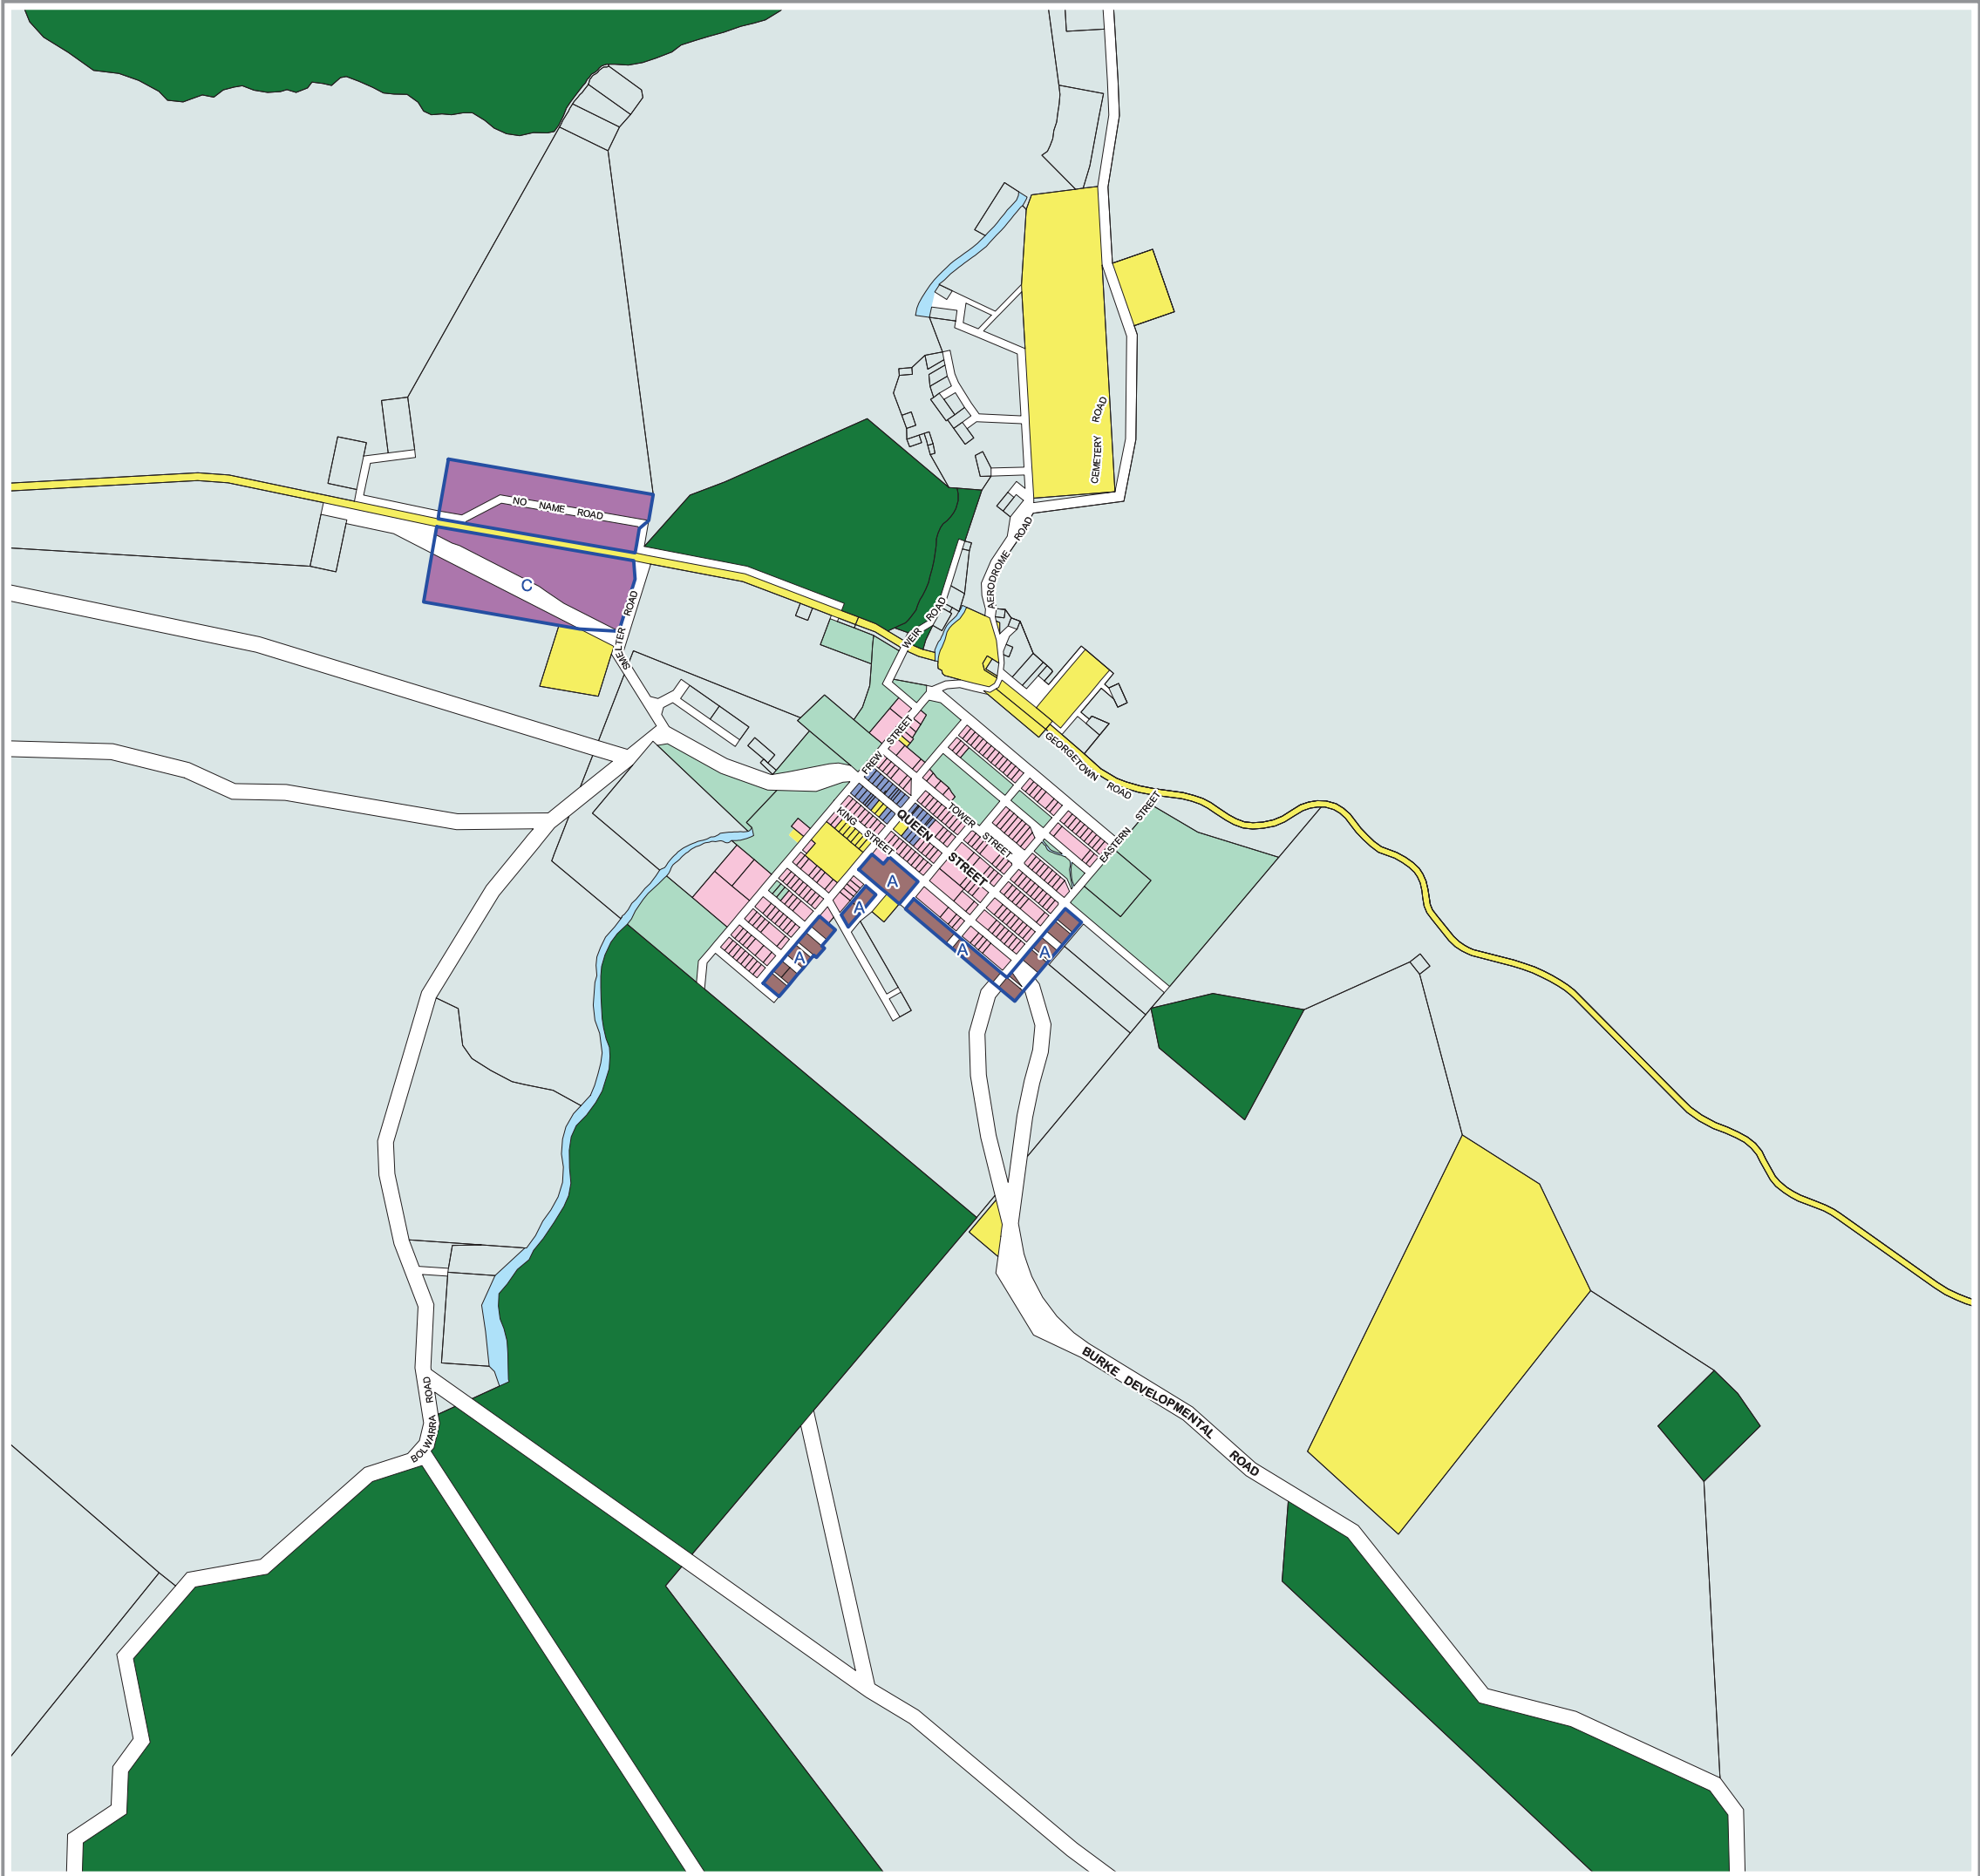 CEMETERY ROAD
NO NAME ROAD
AERODROME ROAD
C
SMELTER ROAD
WEIR ROAD
FREW STREET
GEORGETOWN ROAD
KING STREET
QUEEN STREET
TOWER STREET
EASTERN STREET
A
A
A
A
A
BURKE DEVELOPMENTAL ROAD
BOLWARRA ROAD